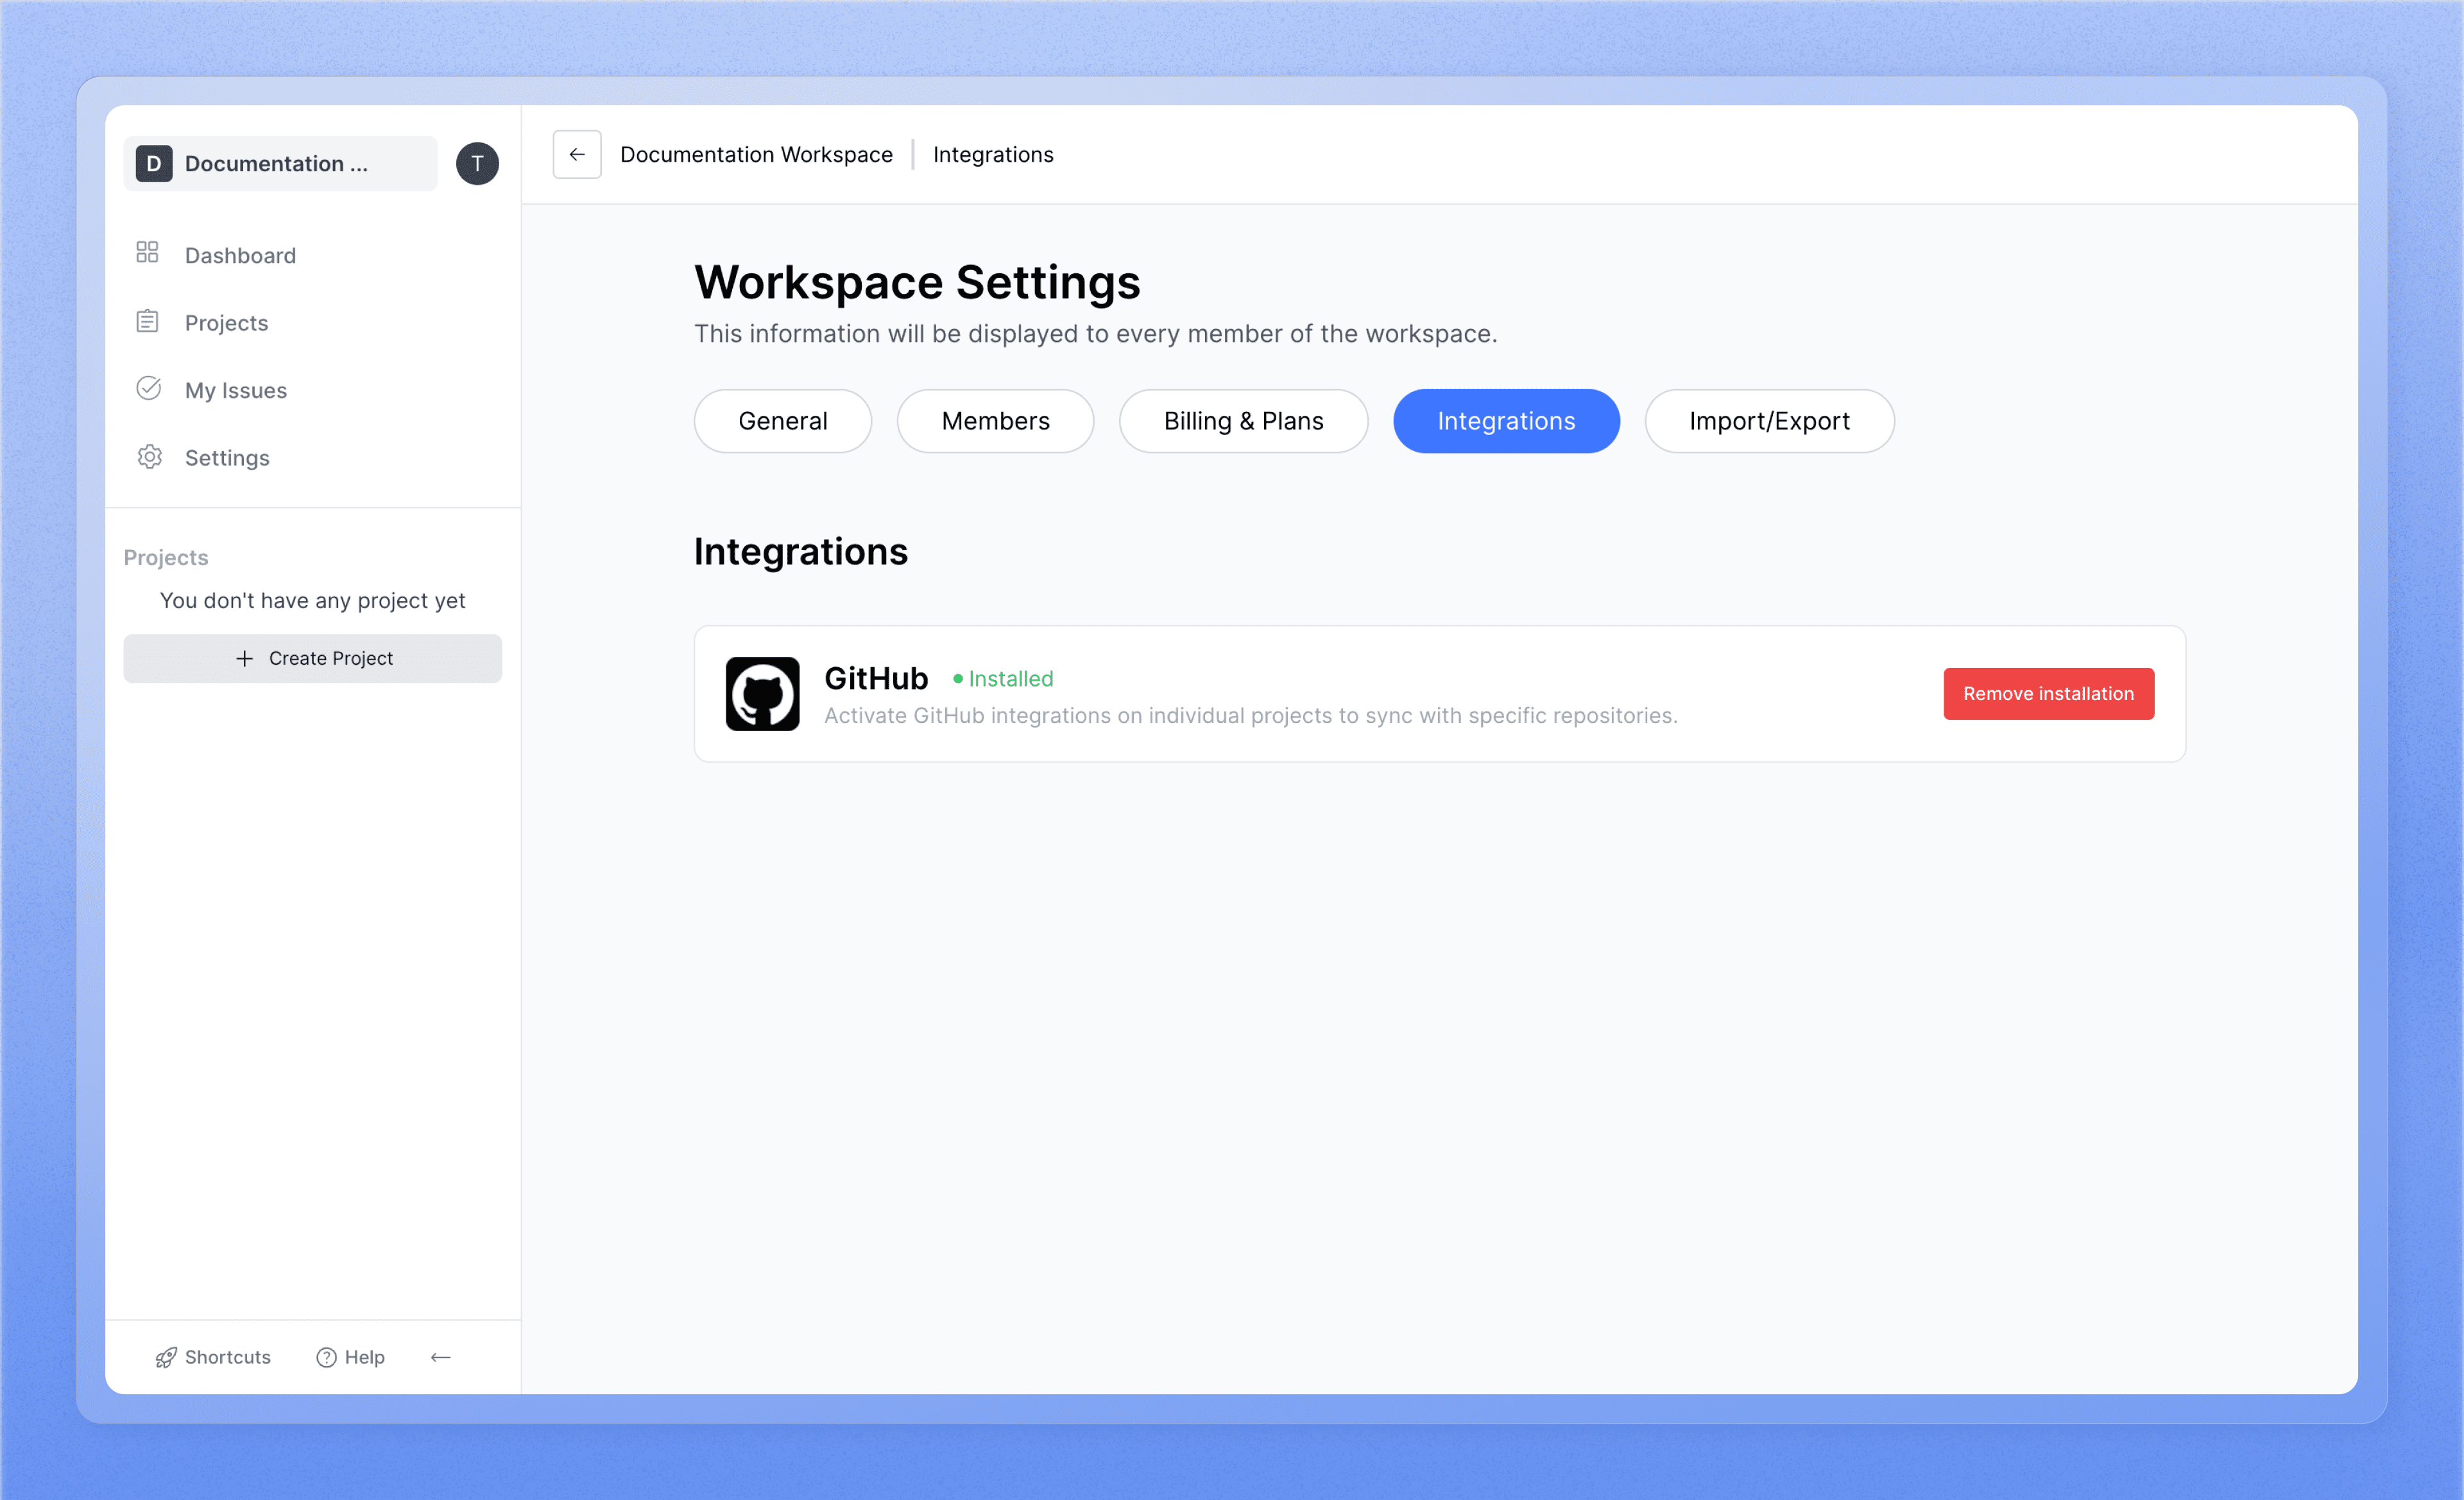 D Documentation ... T
Dashboard
Projects
My Issues
Settings
Projects
You don't have any project yet
Create Project
Shortcuts Help
Documentation Workspace Integrations
Workspace Settings
This information will be displayed to every member of the workspace.
General Members Billing & Plans Integrations Import/Export
Integrations
GitHub Installed
Activate GitHub integrations on individual projects to sync with specific repositories.
Remove installation